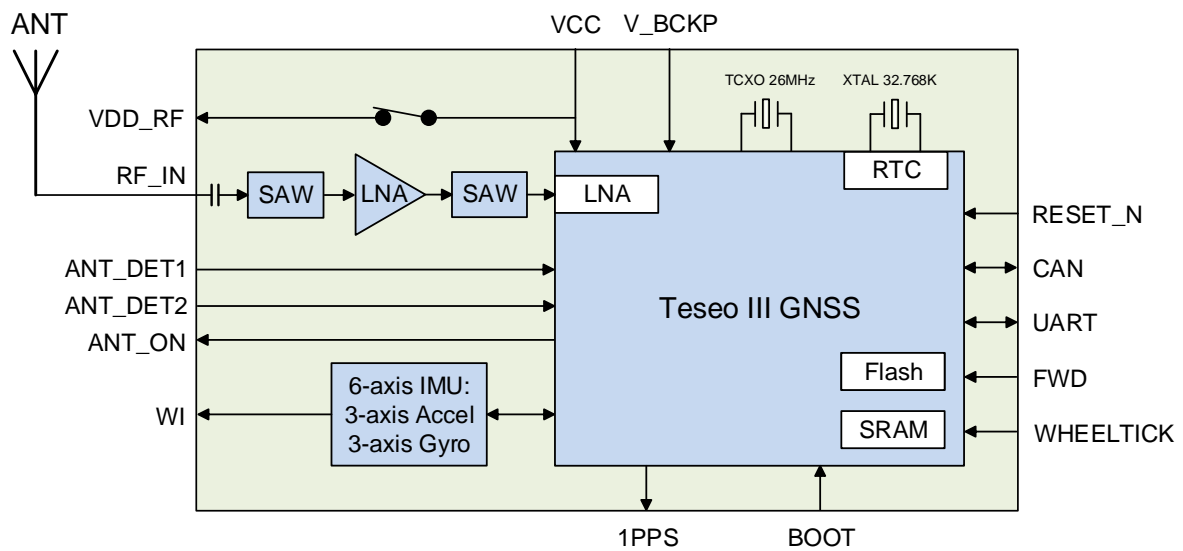 ANT
VCC
V_BCKP
TCXO 26MHz
XTAL 32.768K
VDD_RF
RF_IN
SAW
LNA
SAW
LNA
RTC
RESET_N
ANT_DET1
CAN
ANT_DET2
Teseo III GNSS
UART
ANT_ON
Flash
FWD
6-axis IMU:
3-axis Accel
3-axis Gyro
WI
SRAM
WHEELTICK
1PPS
BOOT